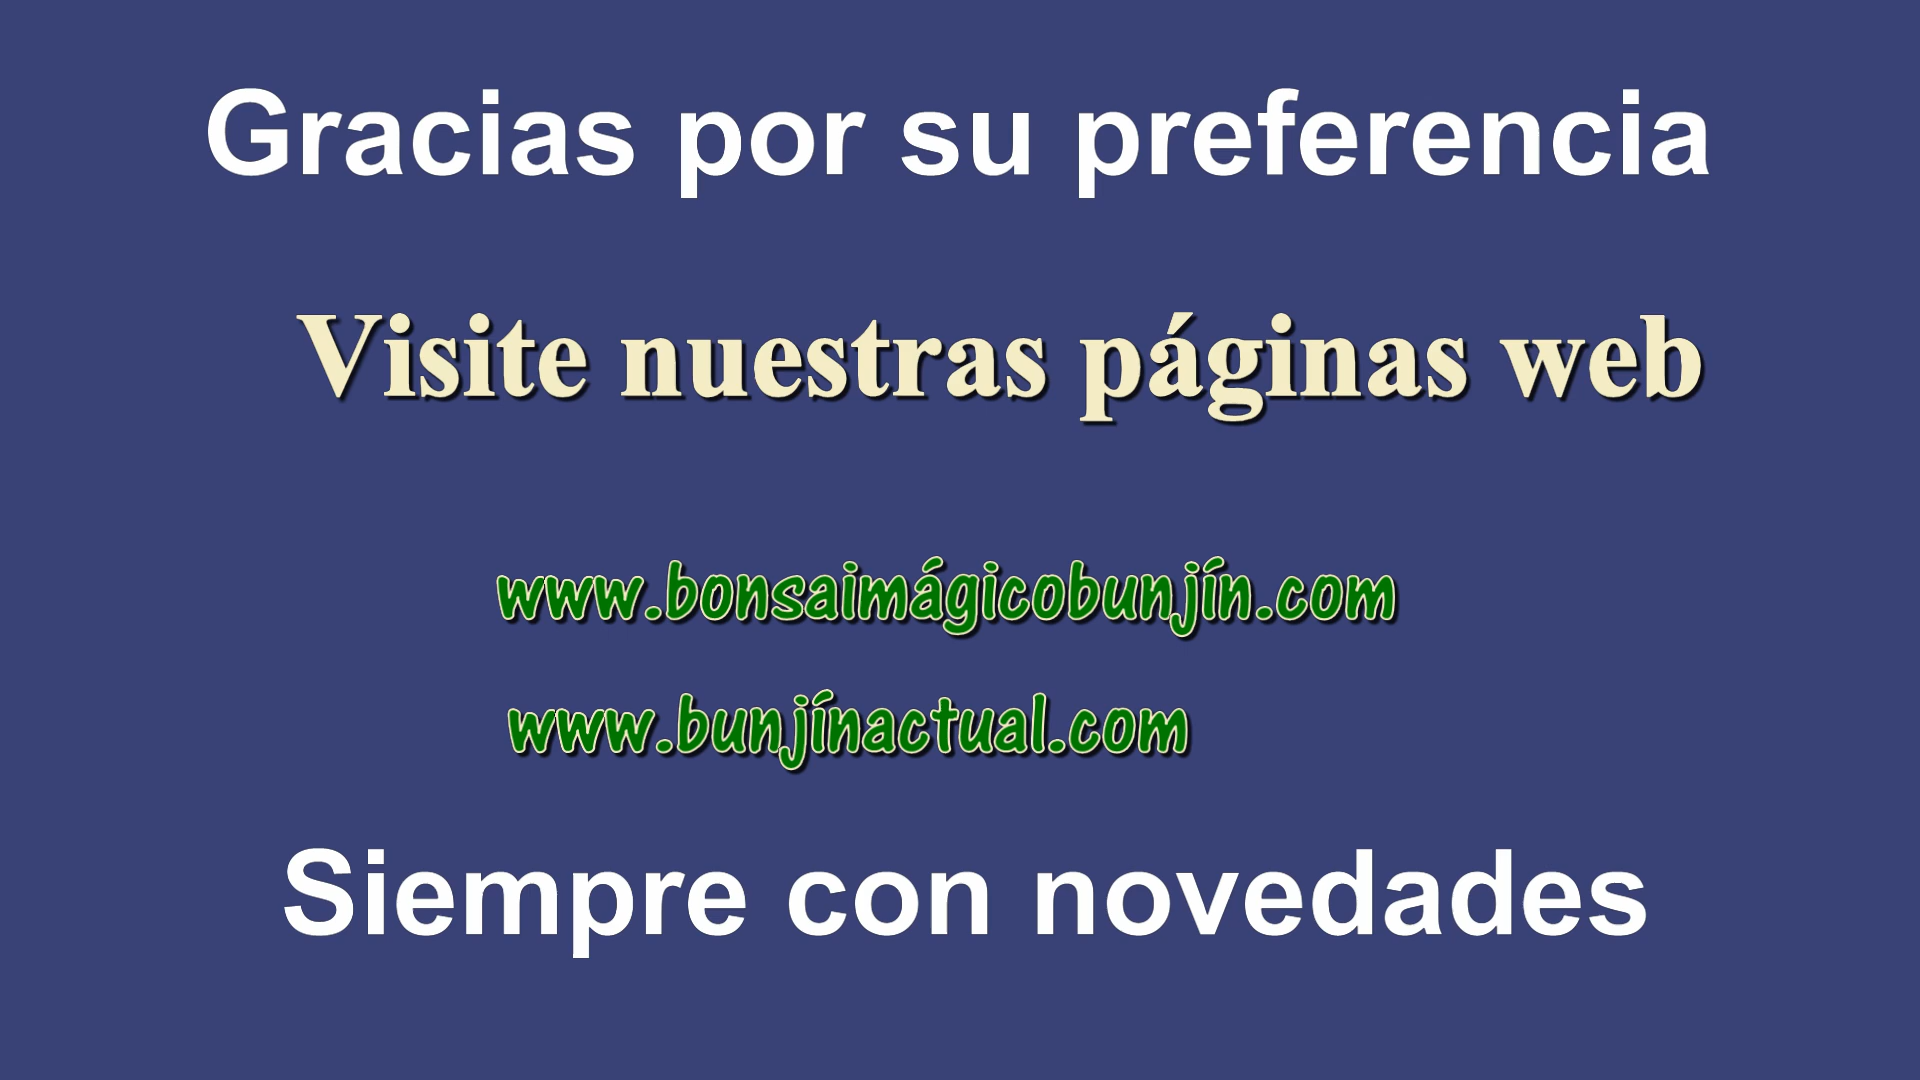 Gracias por su preferencia
Visite nuestras páginas web
www.bonsaimágicobunjín.com
www.bunjínactual.com
Siempre con novedades